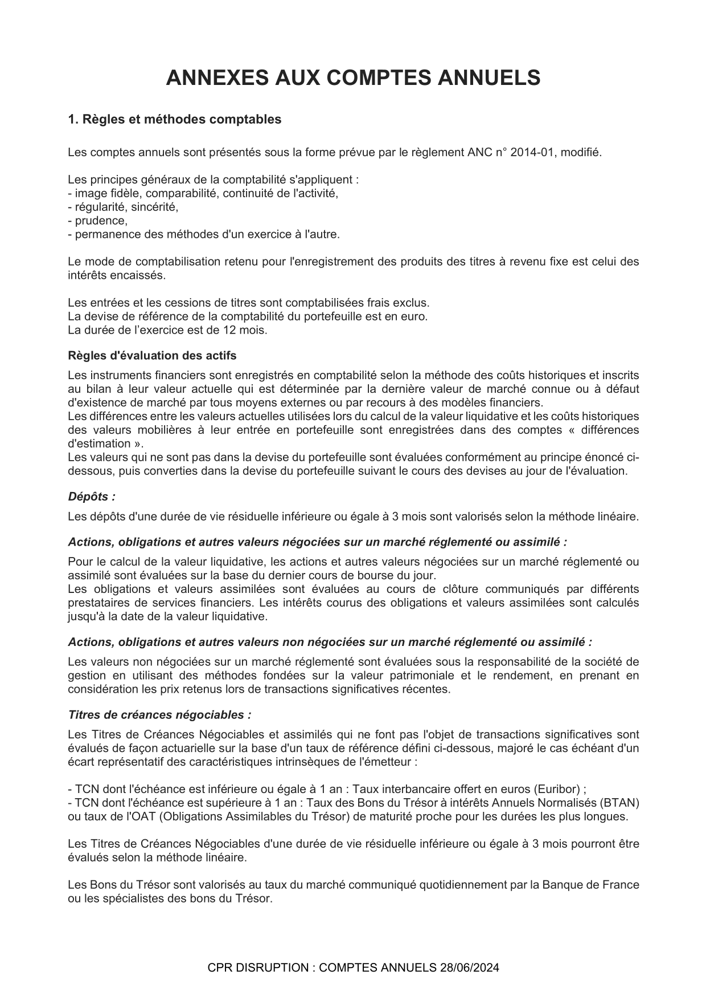 ANNEXES AUX COMPTES ANNUELS
1. Règles et méthodes comptables
Les comptes annuels sont présentés sous la forme prévue par le règlement ANC n° 2014-01, modifié.
Les principes généraux de la comptabilité s'appliquent :
- image fidèle, comparabilité, continuité de l'activité,
- régularité, sincérité,
- prudence,
- permanence des méthodes d'un exercice à l'autre.
Le mode de comptabilisation retenu pour l'enregistrement des produits des titres à revenu fixe est celui des
intérêts encaissés.
Les entrées et les cessions de titres sont comptabilisées frais exclus.
La devise de référence de la comptabilité du portefeuille est en euro.
La durée de l’exercice est de 12 mois.
Règles d'évaluation des actifs
Les instruments financiers sont enregistrés en comptabilité selon la méthode des coûts historiques et inscrits
au bilan à leur valeur actuelle qui est déterminée par la dernière valeur de marché connue ou à défaut
d'existence de marché par tous moyens externes ou par recours à des modèles financiers.
Les différences entre les valeurs actuelles utilisées lors du calcul de la valeur liquidative et les coûts historiques
des valeurs mobilières à leur entrée en portefeuille sont enregistrées dans des comptes « différences
d'estimation ».
Les valeurs qui ne sont pas dans la devise du portefeuille sont évaluées conformément au principe énoncé ci-
dessous, puis converties dans la devise du portefeuille suivant le cours des devises au jour de l'évaluation.
Dépôts :
Les dépôts d'une durée de vie résiduelle inférieure ou égale à 3 mois sont valorisés selon la méthode linéaire.
Actions, obligations et autres valeurs négociées sur un marché réglementé ou assimilé :
Pour le calcul de la valeur liquidative, les actions et autres valeurs négociées sur un marché réglementé ou
assimilé sont évaluées sur la base du dernier cours de bourse du jour.
Les obligations et valeurs assimilées sont évaluées au cours de clôture communiqués par différents
prestataires de services financiers. Les intérêts courus des obligations et valeurs assimilées sont calculés
jusqu'à la date de la valeur liquidative.
Actions, obligations et autres valeurs non négociées sur un marché réglementé ou assimilé :
Les valeurs non négociées sur un marché réglementé sont évaluées sous la responsabilité de la société de
gestion en utilisant des méthodes fondées sur la valeur patrimoniale et le rendement, en prenant en
considération les prix retenus lors de transactions significatives récentes.
Titres de créances négociables :
Les Titres de Créances Négociables et assimilés qui ne font pas l'objet de transactions significatives sont
évalués de façon actuarielle sur la base d'un taux de référence défini ci-dessous, majoré le cas échéant d'un
écart représentatif des caractéristiques intrinsèques de l'émetteur :
- TCN dont l'échéance est inférieure ou égale à 1 an : Taux interbancaire offert en euros (Euribor) ;
- TCN dont l'échéance est supérieure à 1 an : Taux des Bons du Trésor à intérêts Annuels Normalisés (BTAN)
ou taux de l'OAT (Obligations Assimilables du Trésor) de maturité proche pour les durées les plus longues.
Les Titres de Créances Négociables d'une durée de vie résiduelle inférieure ou égale à 3 mois pourront être
évalués selon la méthode linéaire.
Les Bons du Trésor sont valorisés au taux du marché communiqué quotidiennement par la Banque de France
ou les spécialistes des bons du Trésor.
CPR DISRUPTION : COMPTES ANNUELS 28/06/2024